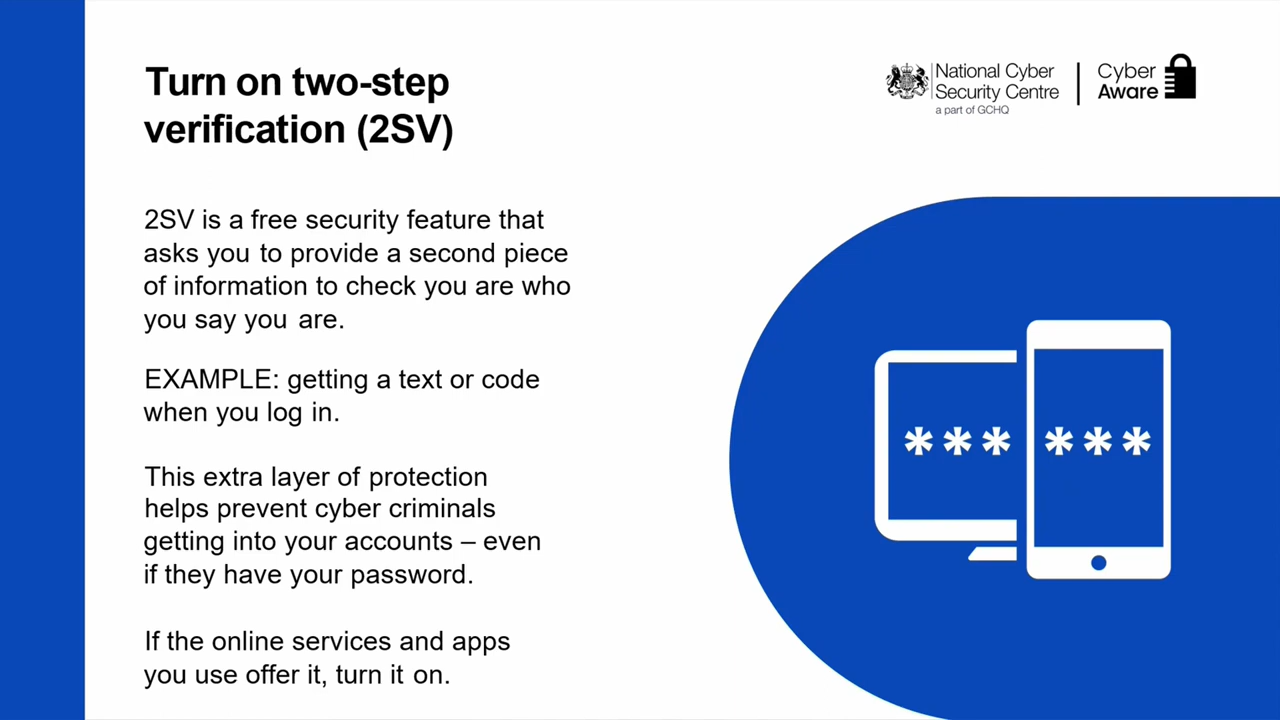 Turn on two-step
verification (2SV)
National Cyber
Security Centre
a part of GCHQ
Cyber
Aware
2SV is a free security feature that
asks you to provide a second piece
of information to check you are who
you say you are.
EXAMPLE: getting a text or code
when you log in.
This extra layer of protection
helps prevent cyber criminals
getting into your accounts – even
if they have your password.
If the online services and apps
you use offer it, turn it on.
*** ***